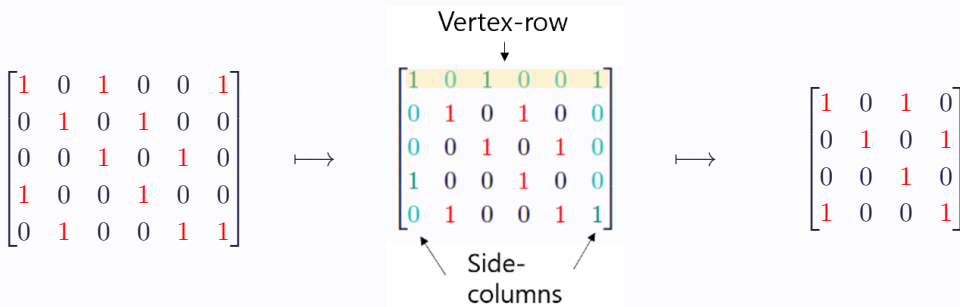 Vertex-row
1 0 1 0 0 1
0 1 0 1 0 0
0 0 1 0 1 0
1 0 0 1 0 0
0 1 0 0 1 1
⟼
1 0 1 0 0 1
0 1 0 1 0 0
0 0 1 0 1 0
1 0 0 1 0 0
0 1 0 0 1 1
⟼
1 0 1 0
0 1 0 1
0 0 1 0
1 0 0 1
Side-
columns